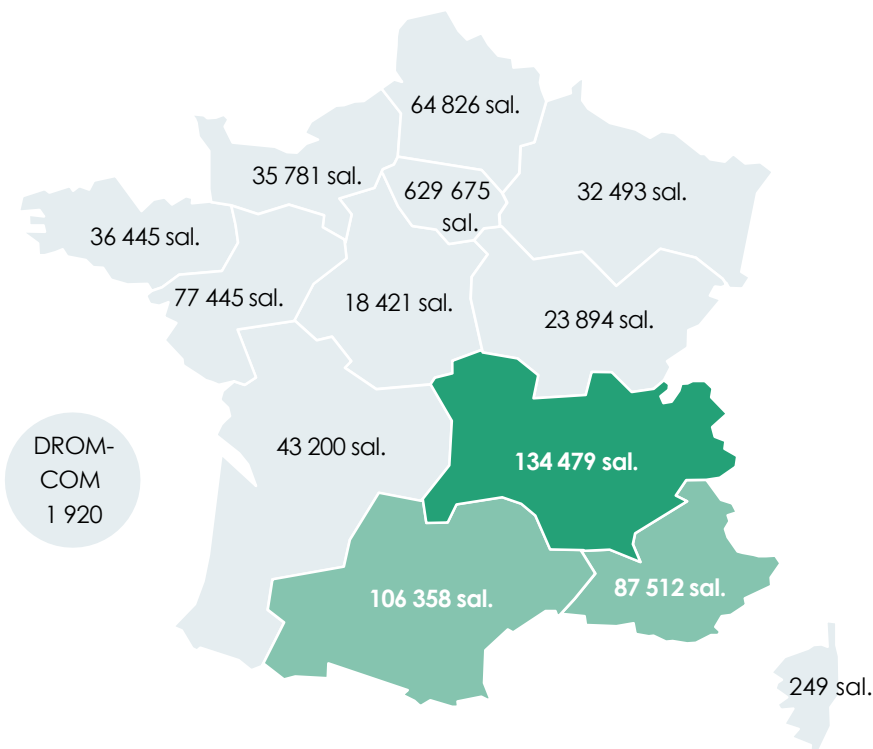 64 826 sal.
35 781 sal.
629 675
sal.
32 493 sal.
36 445 sal.
77 445 sal.
18 421 sal.
23 894 sal.
DROM-
COM
1 920
43 200 sal.
134 479 sal.
106 358 sal.
87 512 sal.
249 sal.